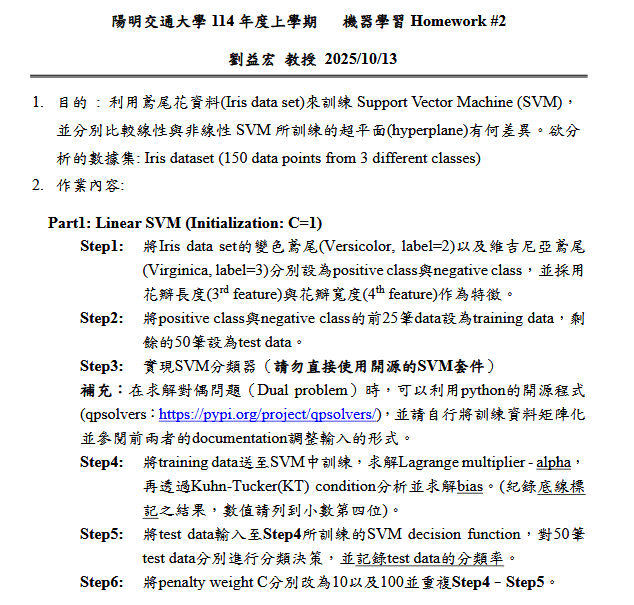 陽明交通大學 114 年度上學期 機器學習 Homework #2
劉益宏 教授 2025/10/13
1. 目的 : 利用鳶尾花資料(Iris data set)來訓練 Support Vector Machine (SVM)，
並分別比較線性與非線性 SVM 所訓練的超平面(hyperplane)有何差異。欲分
析的數據集: Iris dataset (150 data points from 3 different classes)
2. 作業內容:
Part1: Linear SVM (Initialization: C=1)
Step1: 將Iris data set的變色鳶尾(Versicolor, label=2)以及維吉尼亞鳶尾
(Virginica, label=3)分別設為positive class與negative class，並採用
花瓣長度(3rd feature)與花瓣寬度(4th feature)作為特徵。
Step2: 將positive class與negative class的前25筆data設為training data，剩
餘的50筆設為test data。
Step3: 實現SVM分類器（請勿直接使用開源的SVM套件）
補充：在求解對偶問題（Dual problem）時，可以利用python的開源程式
(qpsolvers：https://pypi.org/project/qpsolvers/)，並請自行將訓練資料矩陣化
並參閱前兩者的documentation調整輸入的形式。
Step4: 將training data送至SVM中訓練，求解Lagrange multiplier - alpha，
再透過Kuhn-Tucker(KT) condition分析並求解bias。(紀錄底線標
記之結果，數值請列到小數第四位)。
Step5: 將test data輸入至Step4所訓練的SVM decision function，對50筆
test data分別進行分類決策，並記錄test data的分類率。
Step6: 將penalty weight C分別改為10以及100並重複Step4 – Step5。